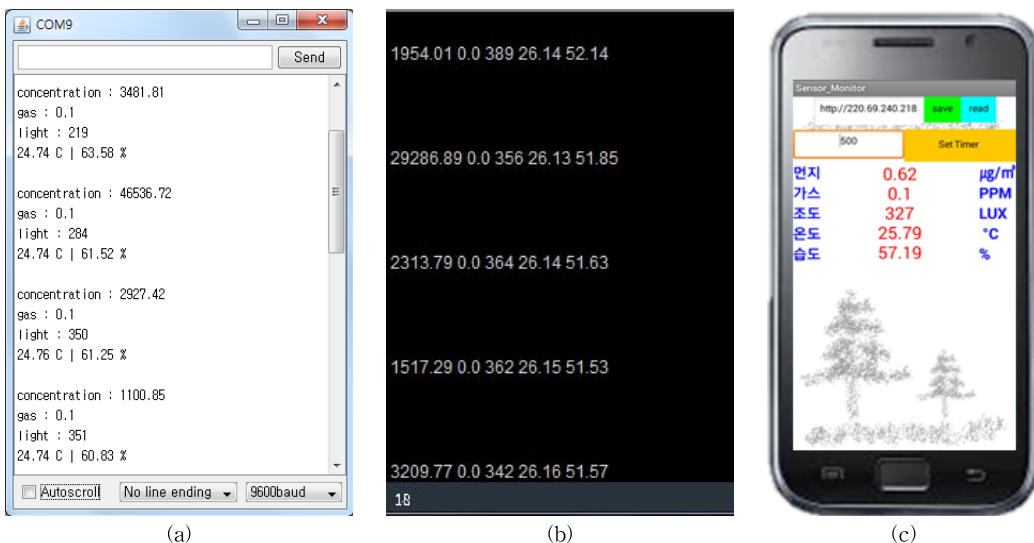 COM9
Send
concentration : 3481.81
gas : 0.1
light : 219
24.74 C | 63.58 %
concentration : 46536.72
gas : 0.1
light : 284
24.74 C | 61.52 %
concentration : 2927.42
gas : 0.1
light : 350
24.76 C | 61.25 %
concentration : 1100.85
gas : 0.1
light : 351
24.74 C | 60.83 %
Autoscroll No line ending 9600baud
(a)
1954.01 0.0 389 26.14 52.14
29286.89 0.0 356 26.13 51.85
2313.79 0.0 364 26.14 51.63
1517.29 0.0 362 26.15 51.53
3209.77 0.0 342 26.16 51.57
18
(b)
Sensor_Monitor
http://220.69.240.218 save read
500 Set Timer
먼지 0.62 μg/㎥
가스 0.1 PPM
조도 327 LUX
온도 25.79 °C
습도 57.19 %
(c)